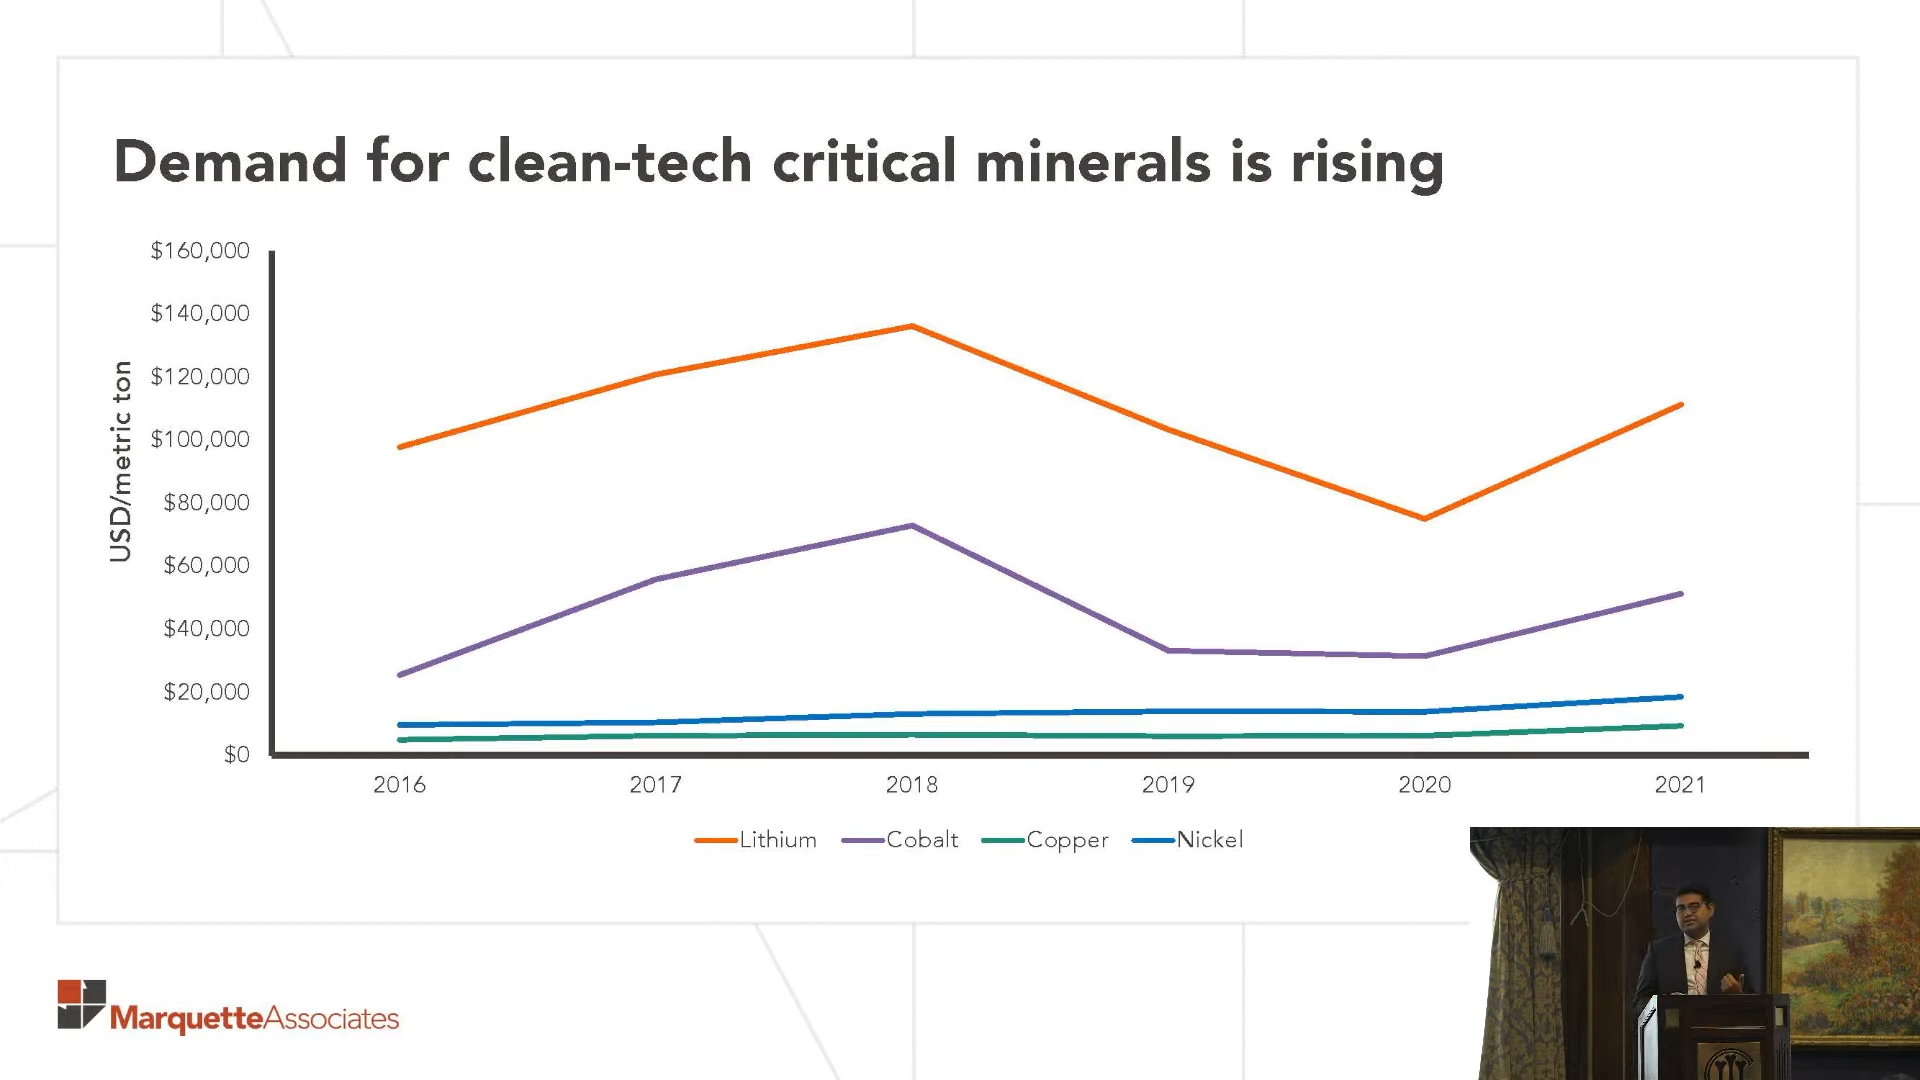 Demand for clean-tech critical minerals is rising
USD/metric ton
$160,000
$140,000
$120,000
$100,000
$80,000
$60,000
$40,000
$20,000
$0
2016 2017 2018 2019 2020 2021
Lithium Cobalt Copper Nickel
MarquetteAssociates